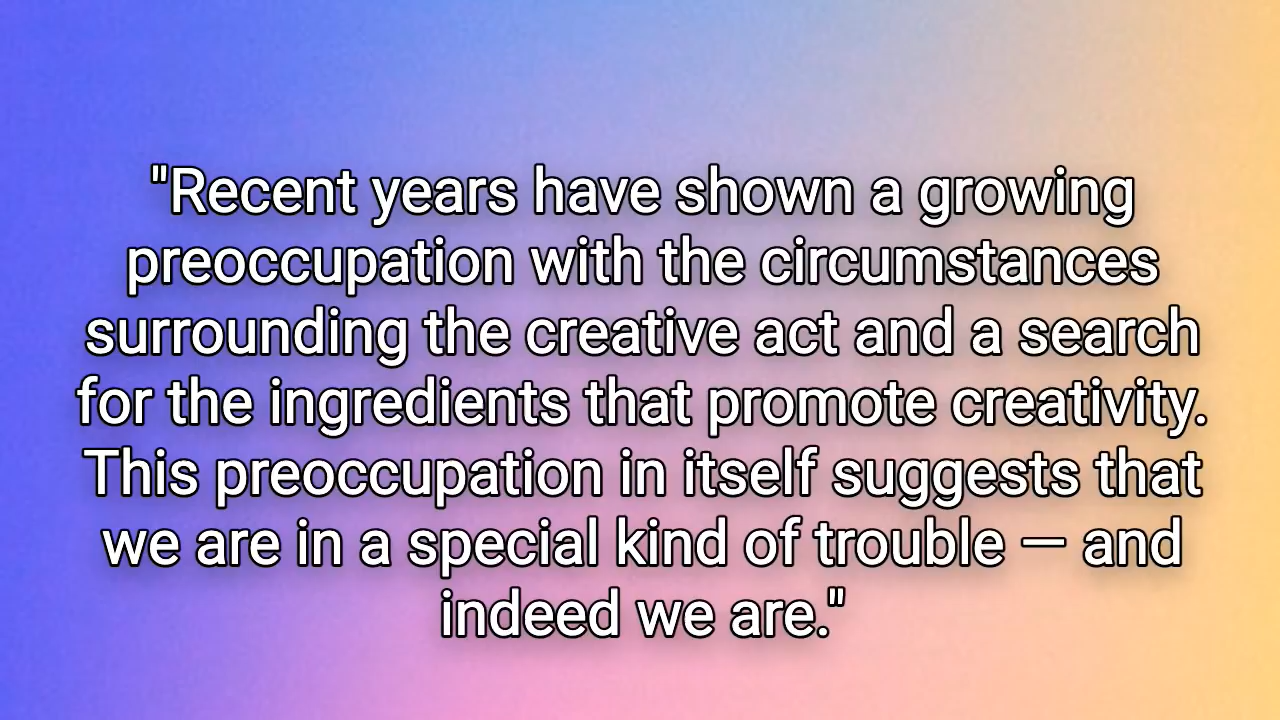 "Recent years have shown a growing
preoccupation with the circumstances
surrounding the creative act and a search
for the ingredients that promote creativity.
This preoccupation in itself suggests that
we are in a special kind of trouble — and
indeed we are."